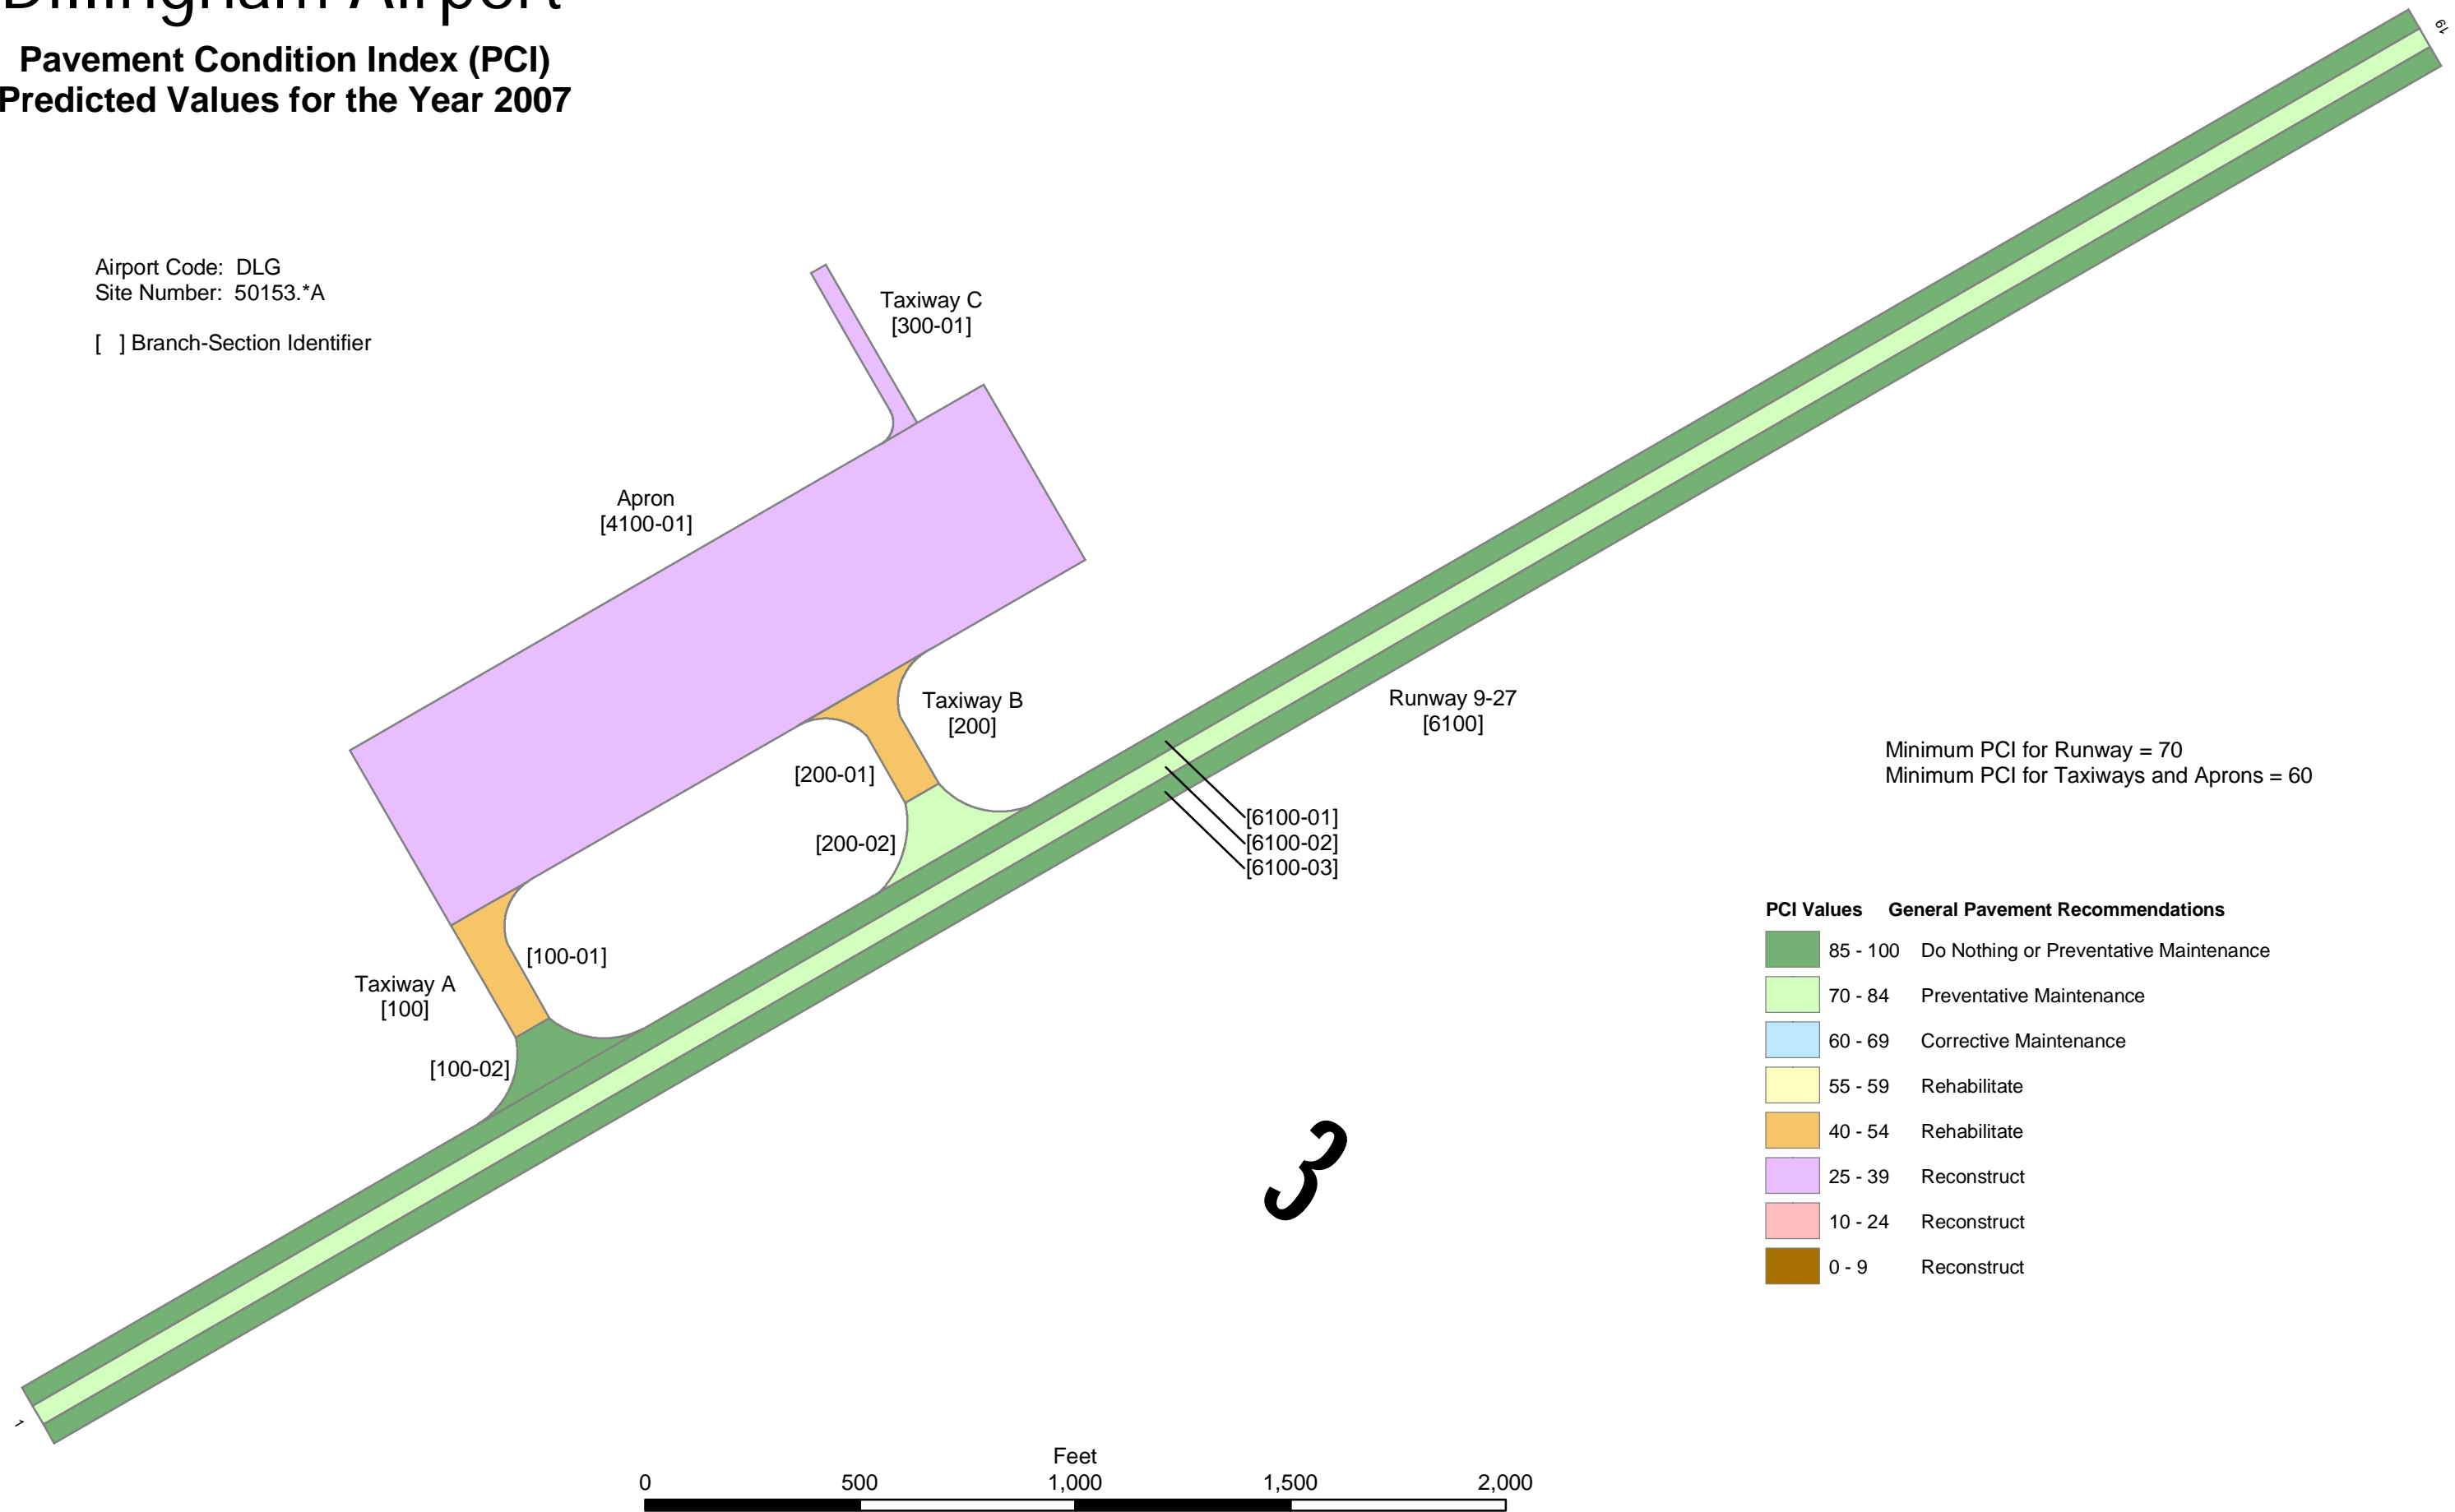 Dillingham Airport
Pavement Condition Index (PCI)
Predicted Values for the Year 2007
19
Airport Code: DLG
Site Number: 50153.*A
[ ] Branch-Section Identifier
Taxiway C
[300-01]
Apron
[4100-01]
Taxiway B
[200]
Runway 9-27
[6100]
[200-01]
[200-02]
Minimum PCI for Runway = 70
Minimum PCI for Taxiways and Aprons = 60
[6100-01]
[6100-02]
[6100-03]
[100-01]
Taxiway A
[100]
[100-02]
PCI Values General Pavement Recommendations
85 - 100 Do Nothing or Preventative Maintenance
70 - 84 Preventative Maintenance
60 - 69 Corrective Maintenance
55 - 59 Rehabilitate
40 - 54 Rehabilitate
25 - 39 Reconstruct
10 - 24 Reconstruct
0 - 9 Reconstruct
3
1
Feet
0 500 1,000 1,500 2,000